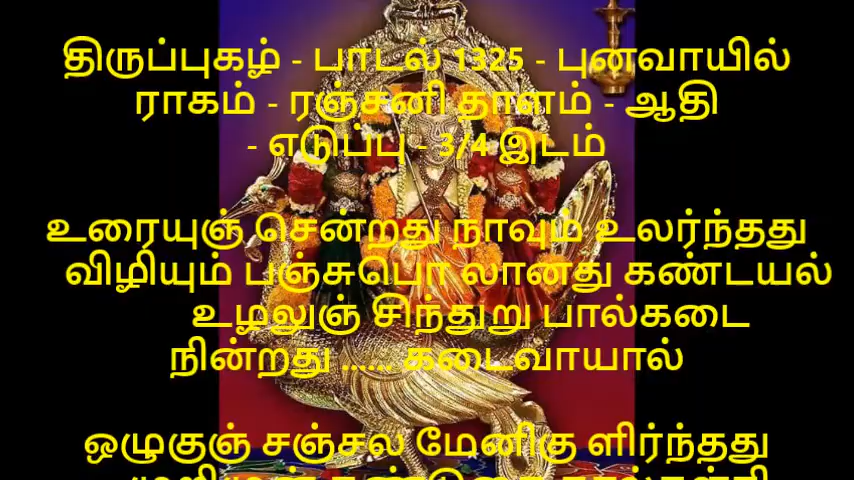 திருப்புகழ் - பாடல் 1325 - புனவாயில்
ராகம் - ரஞ்சனி தாளம் - ஆதி
- எடுப்பு - 3/4 இடம்
உரையுஞ் சென்றது நாவும் உலர்ந்தது
விழியும் பஞ்சுபொ லானது கண்டயல்
உழலுஞ் சிந்துறு பால்கடை
நின்றது ...... கடைவாயால்
ஒழுகுஞ் சஞ்சல மேனிகு ளிர்ந்தது